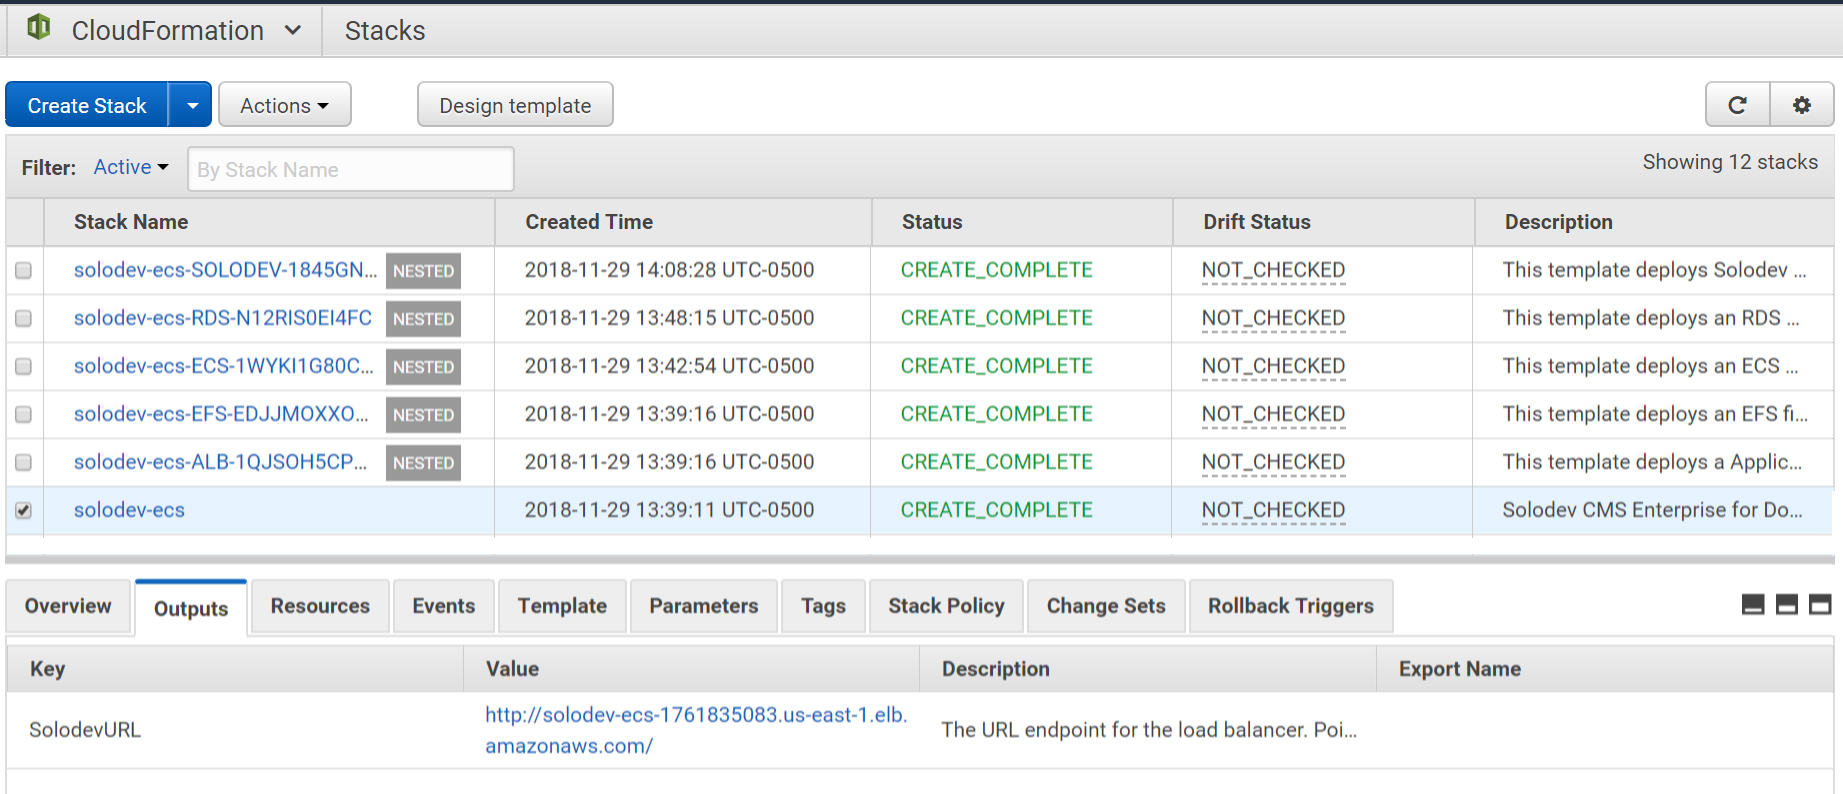 CloudFormation Stacks
Create Stack Actions Design template
Filter: Active By Stack Name Showing 12 stacks
Stack Name Created Time Status Drift Status Description
solodev-ecs-SOLODEV-1845GN... NESTED 2018-11-29 14:08:28 UTC-0500 CREATE_COMPLETE NOT_CHECKED This template deploys Solodev ...
solodev-ecs-RDS-N12RIS0EI4FC NESTED 2018-11-29 13:48:15 UTC-0500 CREATE_COMPLETE NOT_CHECKED This template deploys an RDS ...
solodev-ecs-ECS-1WYKI1G80C... NESTED 2018-11-29 13:42:54 UTC-0500 CREATE_COMPLETE NOT_CHECKED This template deploys an ECS ...
solodev-ecs-EFS-EDJJMOXXO... NESTED 2018-11-29 13:39:16 UTC-0500 CREATE_COMPLETE NOT_CHECKED This template deploys an EFS fi...
solodev-ecs-ALB-1QJSOH5CP... NESTED 2018-11-29 13:39:16 UTC-0500 CREATE_COMPLETE NOT_CHECKED This template deploys a Applic...
solodev-ecs 2018-11-29 13:39:11 UTC-0500 CREATE_COMPLETE NOT_CHECKED Solodev CMS Enterprise for Do...
Overview Outputs Resources Events Template Parameters Tags Stack Policy Change Sets Rollback Triggers
Key Value Description Export Name
SolodevURL http://solodev-ecs-1761835083.us-east-1.elb. The URL endpoint for the load balancer. Poi...
amazonaws.com/